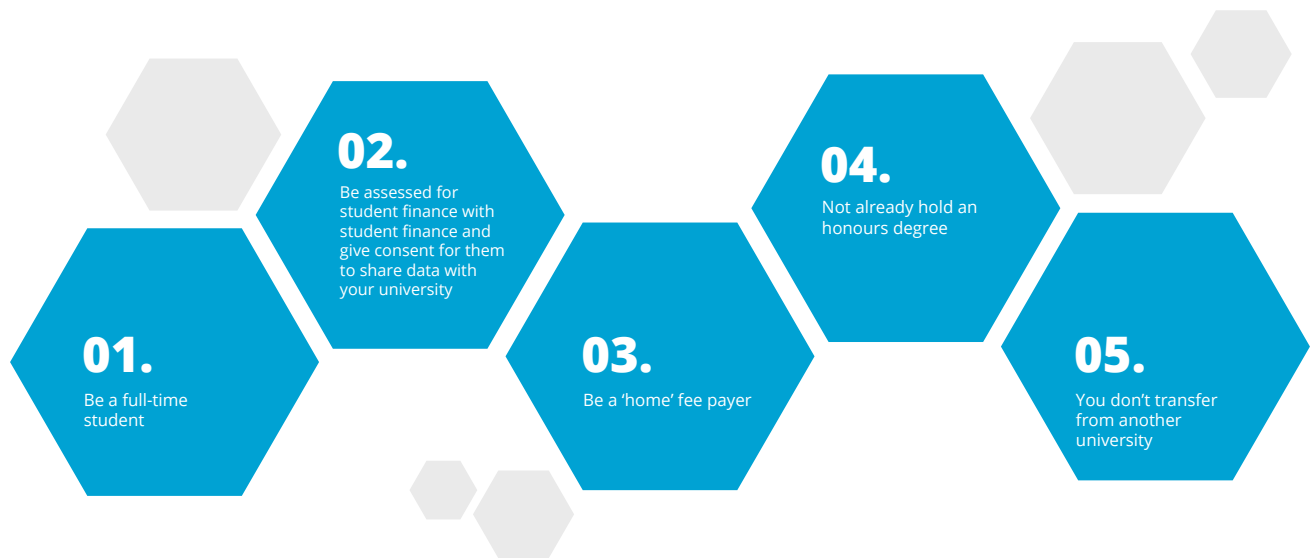 01.
Be a full-time
student
02.
Be assessed for
student finance with
student finance and
give consent for them
to share data with
your university
03.
Be a ‘home’ fee payer
04.
Not already hold an
honours degree
05.
You don’t transfer
from another
university